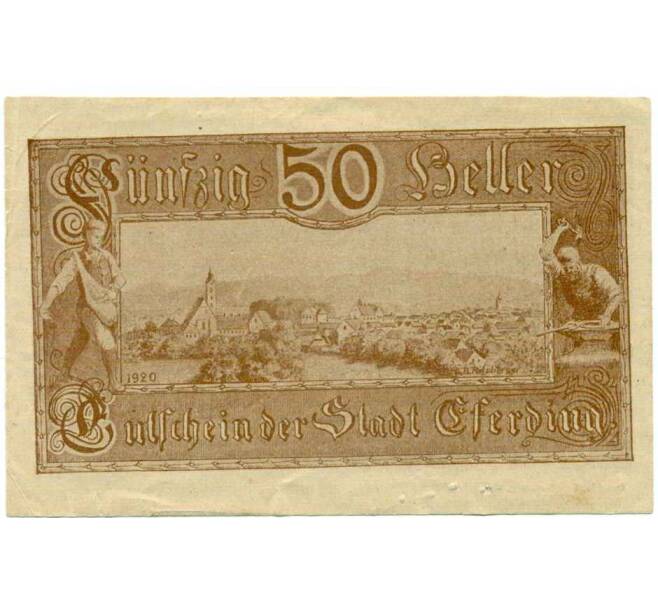 Fünfzig 50 Heller
1920
Gutschein der Stadt Eferding.